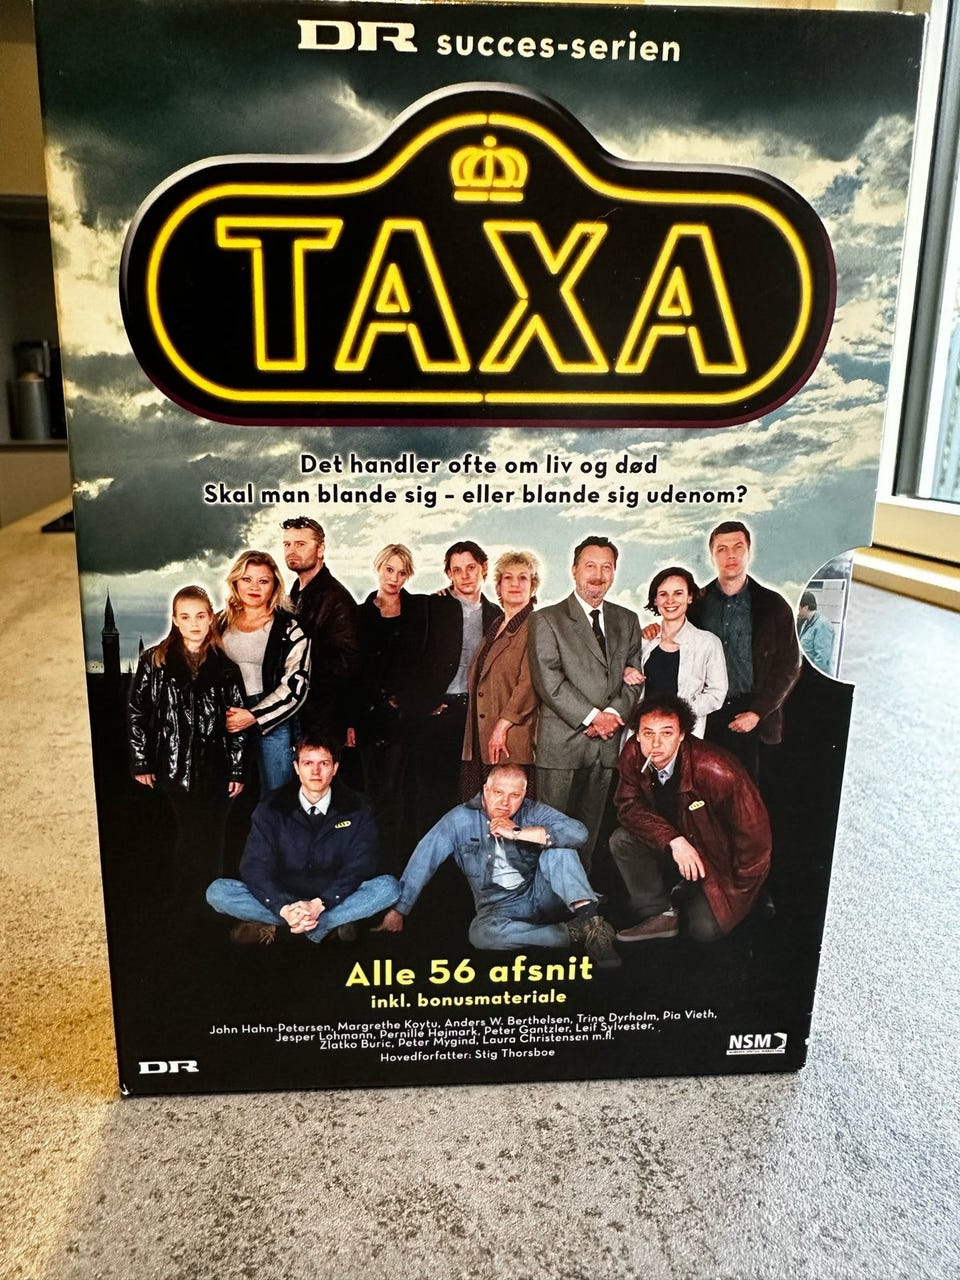 DR succes-serien
TAXA
Det handler ofte om liv og død
Skal man blande sig - eller blande sig udenom?
TAXA
TAXA
Alle 56 afsnit
inkl. bonusmateriale
John Hahn-Petersen, Margrethe Koytu, Anders W. Berthelsen, Trine Dyrholm, Pia Vieth,
Jesper Lohmann, Pernille Højmark, Peter Gantzler, Leif Sylvester,
Zlatko Buric, Peter Mygind, Laura Christensen m.fl.
Hovedforfatter: Stig Thorsboe
DR
NSM